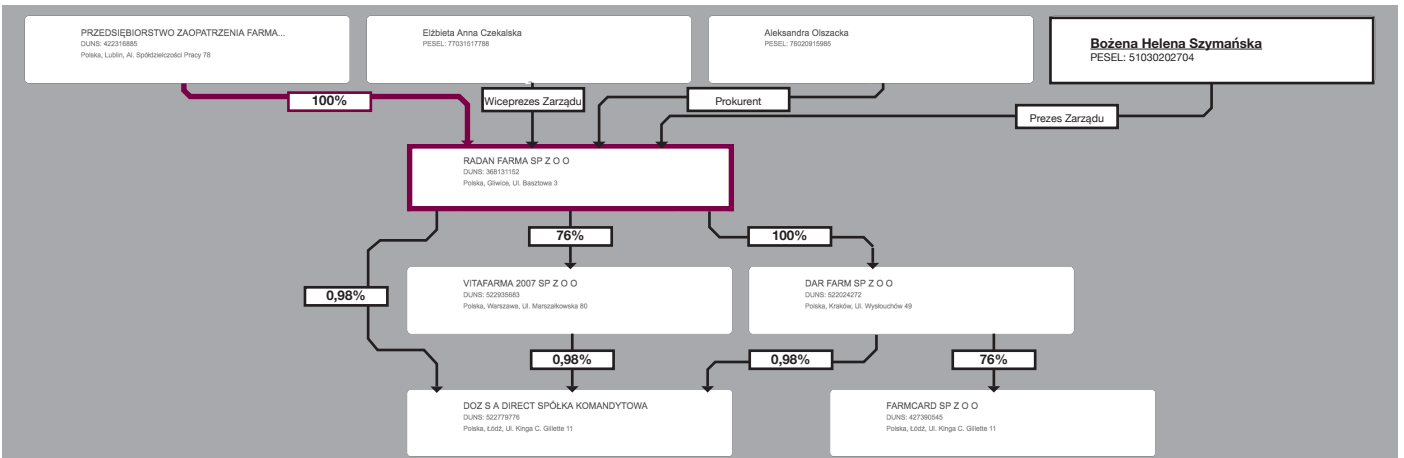 PRZEDSIĘBIORSTWO ZAOPATRZENIA FARMA...
DUNS: 422316885
Polska, Lublin, Al. Spółdzielczości Pracy 78
Elżbieta Anna Czekalska
PESEL: 77031517788
Aleksandra Olszacka
PESEL: 76020915985
Bożena Helena Szymańska
PESEL: 51030202704
100%
Wiceprezes Zarządu
Prokurent
Prezes Zarządu
RADAN FARMA SP Z O O
DUNS: 368131152
Polska, Gliwice, Ul. Basztowa 3
76%
100%
0,98%
VITAFARMA 2007 SP Z O O
DUNS: 522935683
Polska, Warszawa, Ul. Marszałkowska 80
DAR FARM SP Z O O
DUNS: 522024272
Polska, Kraków, Ul. Wysłouchów 49
0,98%
0,98%
76%
DOZ S A DIRECT SPÓŁKA KOMANDYTOWA
DUNS: 522779776
Polska, Łódź, Ul. Kinga C. Gillette 11
FARMCARD SP Z O O
DUNS: 427390545
Polska, Łódź, Ul. Kinga C. Gillette 11